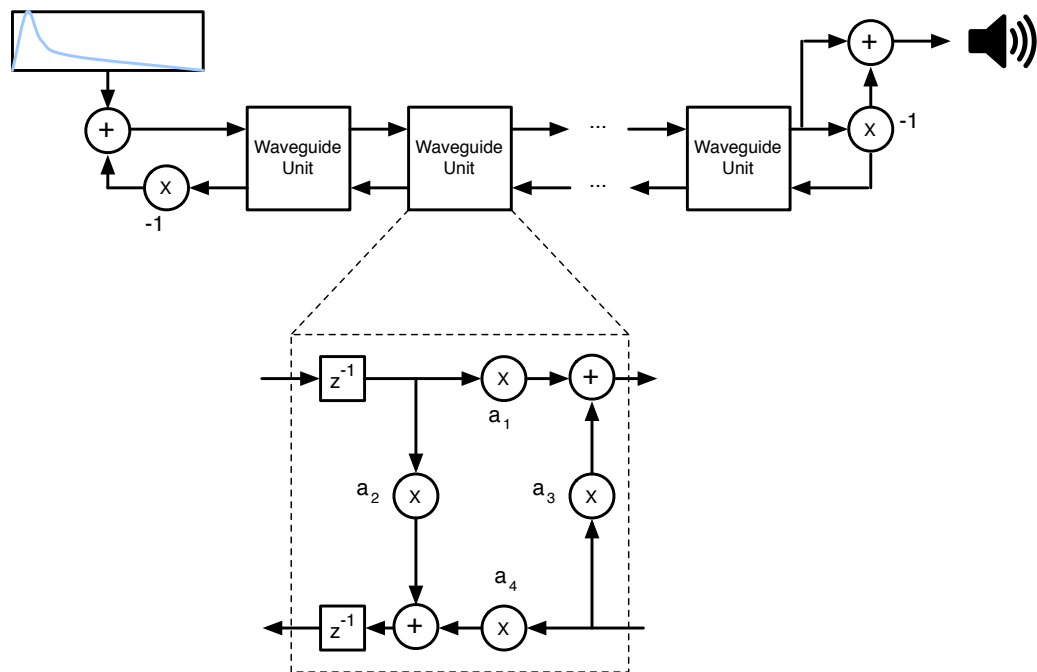 +
Waveguide
Unit
Waveguide
Unit
...
...
Waveguide
Unit
+
x
-1
x
-1
z-1
x
a1
+
a2
x
a3
x
a4
z-1
+
x